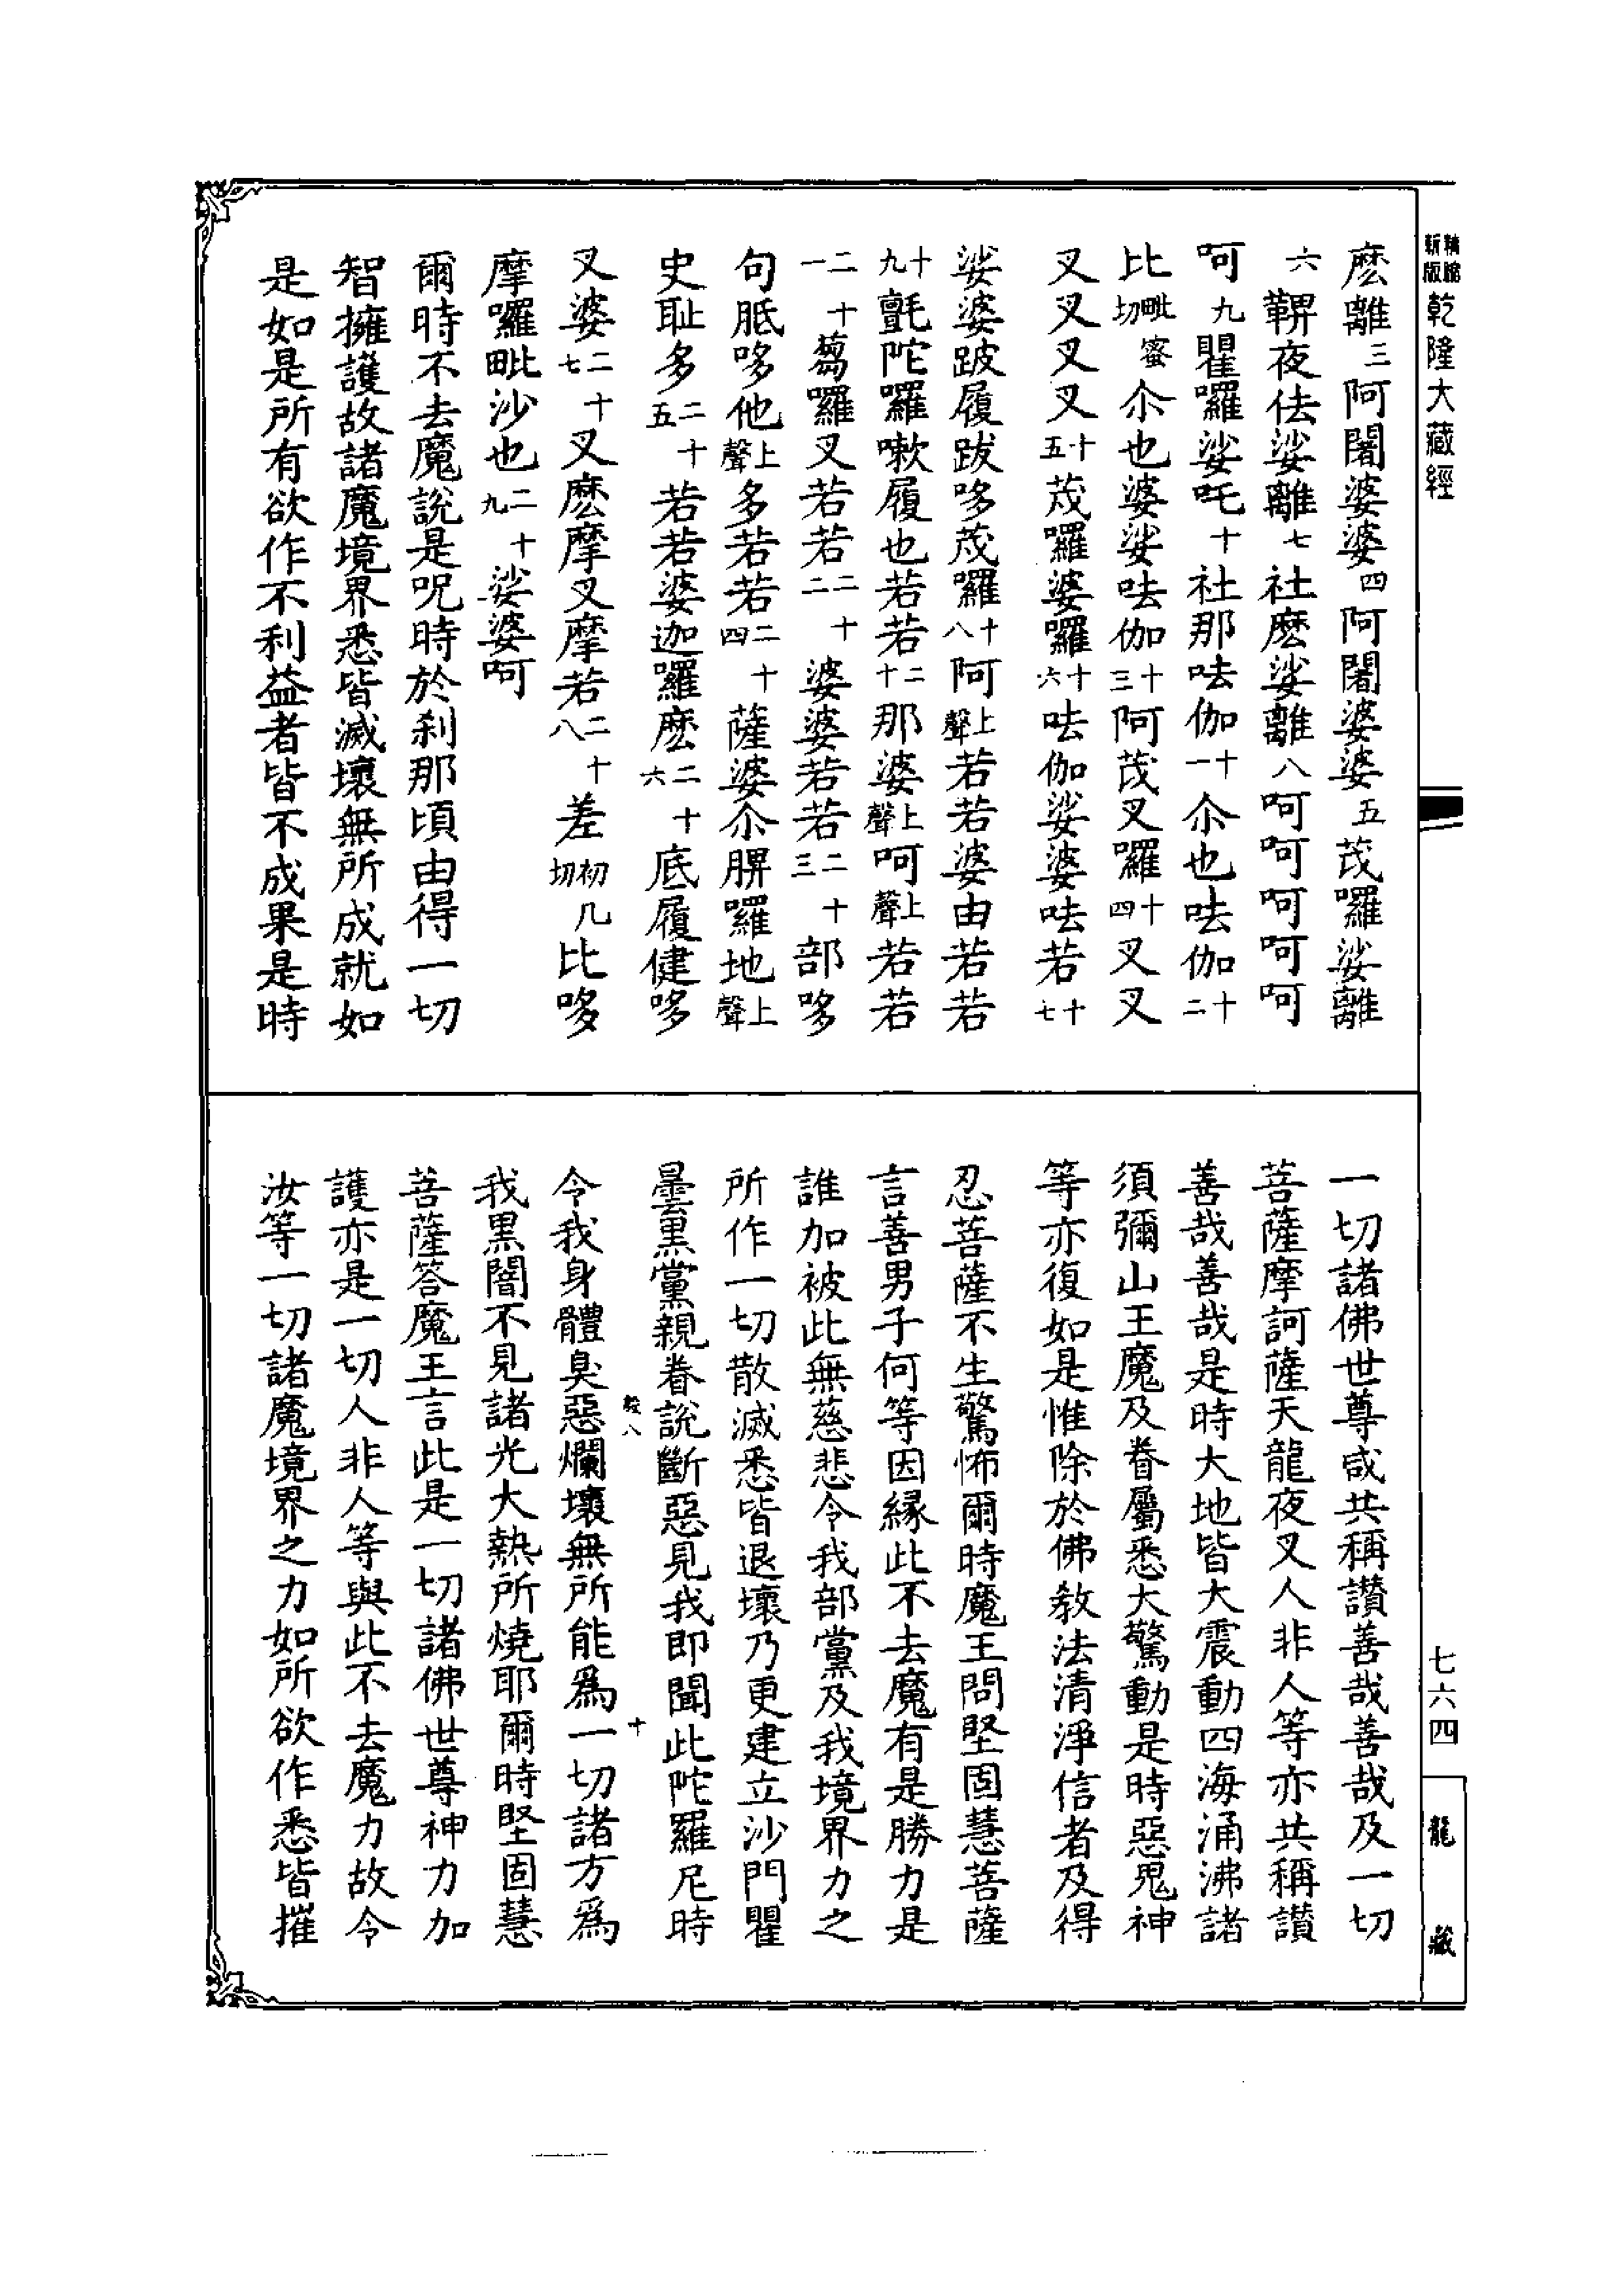 乾隆大藏經
麽離三阿闍婆婆四阿闍婆婆五茂囉娑離
六鞞夜佉娑離七社麽娑離八呵呵呵呵呵
呵九瞿囉娑吒十社那呿伽十一尒也呿伽十二
比毗蜜切尒也婆娑呿伽十三阿茂叉囉十四叉叉
叉叉叉叉十五茂囉婆囉十六呿伽娑婆呿若十七
娑婆跛履跋哆茂囉十八阿上聲若若婆由若若
十九氈陀囉嗽履也若若二十那婆上聲呵上聲若若
二十一蒭囉叉若若二十二婆婆若若二十三部哆
句胝哆他上聲多若若二十四薩婆尒𦜉囉地上聲
史耻多二十五若若婆迦囉麽二十六底履健哆
叉婆二十七叉麽摩叉摩若二十八差初几切比哆
摩囉毗沙也二十九娑婆呵
爾時不去魔說是呪時於刹那頃由得一切
智擁護故諸魔境界悉皆滅壞無所成就如
是如是所有欲作不利益者皆不成果是時
一切諸佛世尊咸共稱讚善哉善哉及一切
菩薩摩訶薩天龍夜叉人非人等亦共稱讚
善哉善哉是時大地皆大震動四海涌沸諸
須彌山王魔及眷屬悉大驚動是時惡鬼神
等亦復如是惟除於佛教法清淨信者及得
忍菩薩不生驚怖爾時魔王問堅固慧菩薩
言善男子何等因緣此不去魔有是勝力是
誰加被此無慈悲令我部黨及我境界力之
所作一切散滅悉皆退壞乃更建立沙門瞿
曇黑黨親眷說斷惡見我即聞此陀羅尼時
令我身體臭惡爛壞無所能爲一切諸方爲
我黑闇不見諸光大熱所燒耶爾時堅固慧
菩薩答魔王言此是一切諸佛世尊神力加
護亦是一切人非人等與此不去魔力故令
汝等一切諸魔境界之力如所欲作悉皆摧
七六四
龍藏